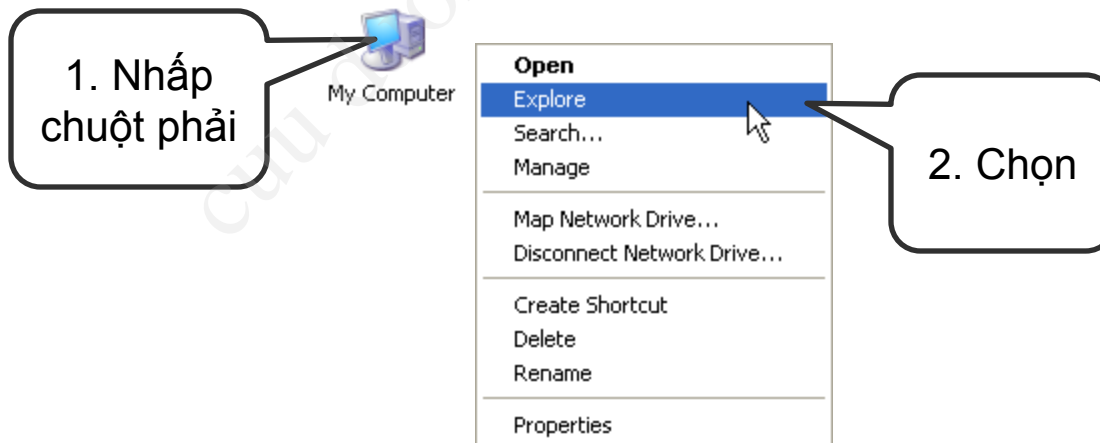 1. Nhấp
chuột phải
My Computer
Open
Explore
Search...
Manage
Map Network Drive...
Disconnect Network Drive...
Create Shortcut
Delete
Rename
Properties
2. Chọn
cuu